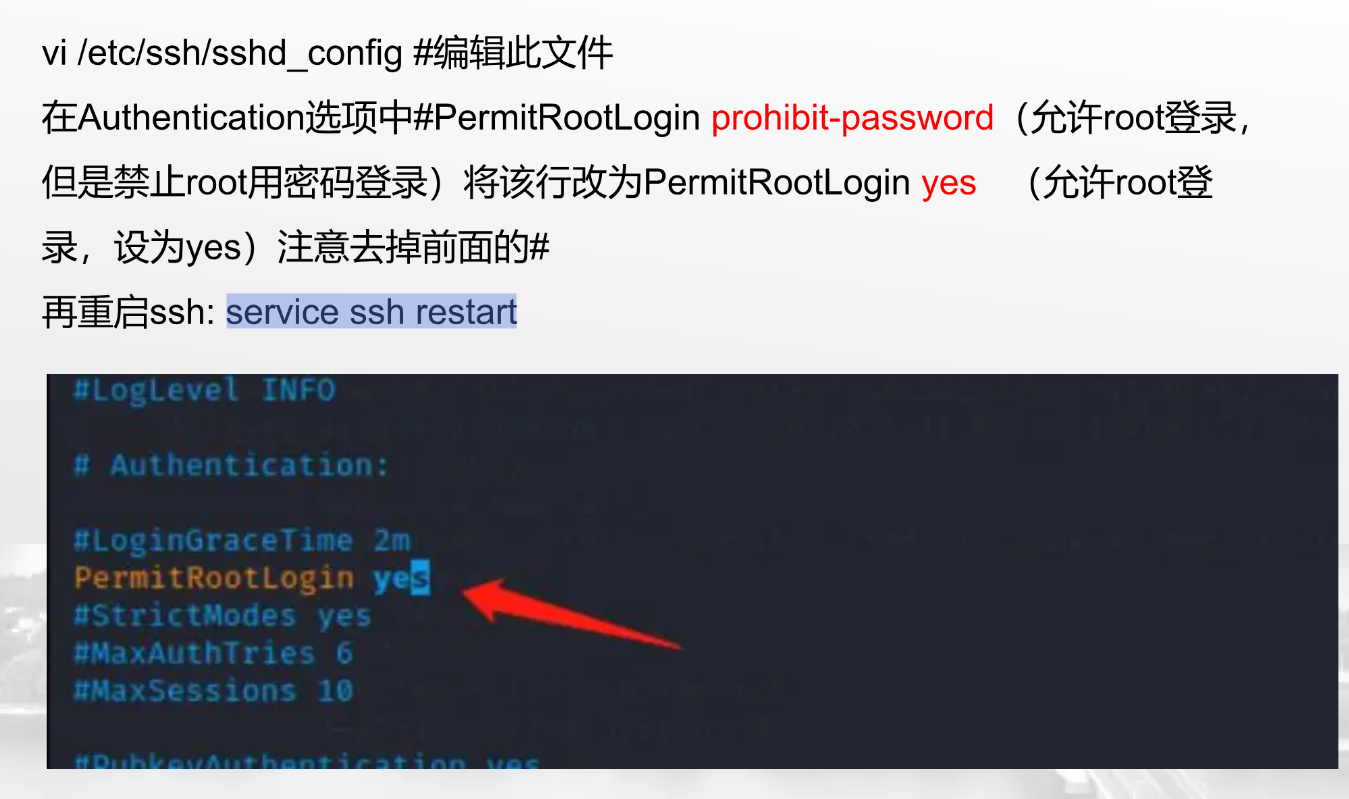 vi /etc/ssh/sshd_config #编辑此文件
在Authentication选项中#PermitRootLogin prohibit-password（允许root登录，
但是禁止root用密码登录）将该行改为PermitRootLogin yes （允许root登
录，设为yes）注意去掉前面的#
再重启ssh: service ssh restart
#LogLevel INFO
# Authentication:
#LoginGraceTime 2m
PermitRootLogin yes
#StrictModes yes
#MaxAuthTries 6
#MaxSessions 10
#PubkeyAuthentication yes